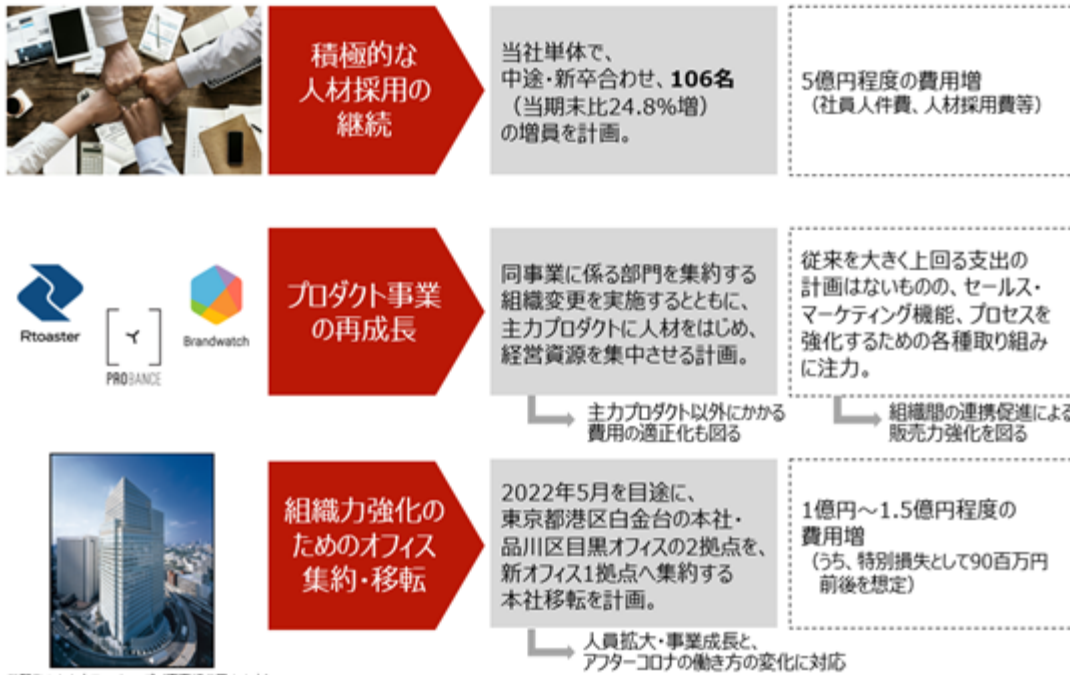 積極的な
人材採用の
継続
当社単体で、
中途・新卒合わせ、106名
（当期末比24.8%増）
の増員を計画。
5億円程度の費用増
（社員人件費、人材採用費等）
Rtoaster
PROBANCE
Brandwatch
プロダクト事業
の再成長
同事業に係る部門を集約する
組織変更を実施するとともに、
主力プロダクトに人材をはじめ、
経営資源を集中させる計画。
主力プロダクト以外にかかる
費用の適正化も図る
従来を大きく上回る支出の
計画はないものの、セールス・
マーケティング機能、プロセスを
強化するための各種取り組み
に注力。
組織間の連携促進による
販売力強化を図る
組織力強化の
ためのオフィス
集約・移転
2022年5月を目途に、
東京都港区白金台の本社・
品川区目黒オフィスの2拠点を、
新オフィス1拠点へ集約する
本社移転を計画。
人員拡大・事業成長と、
アフターコロナの働き方の変化に対応
1億円～1.5億円程度の
費用増
（うち、特別損失として90百万円
前後を想定）